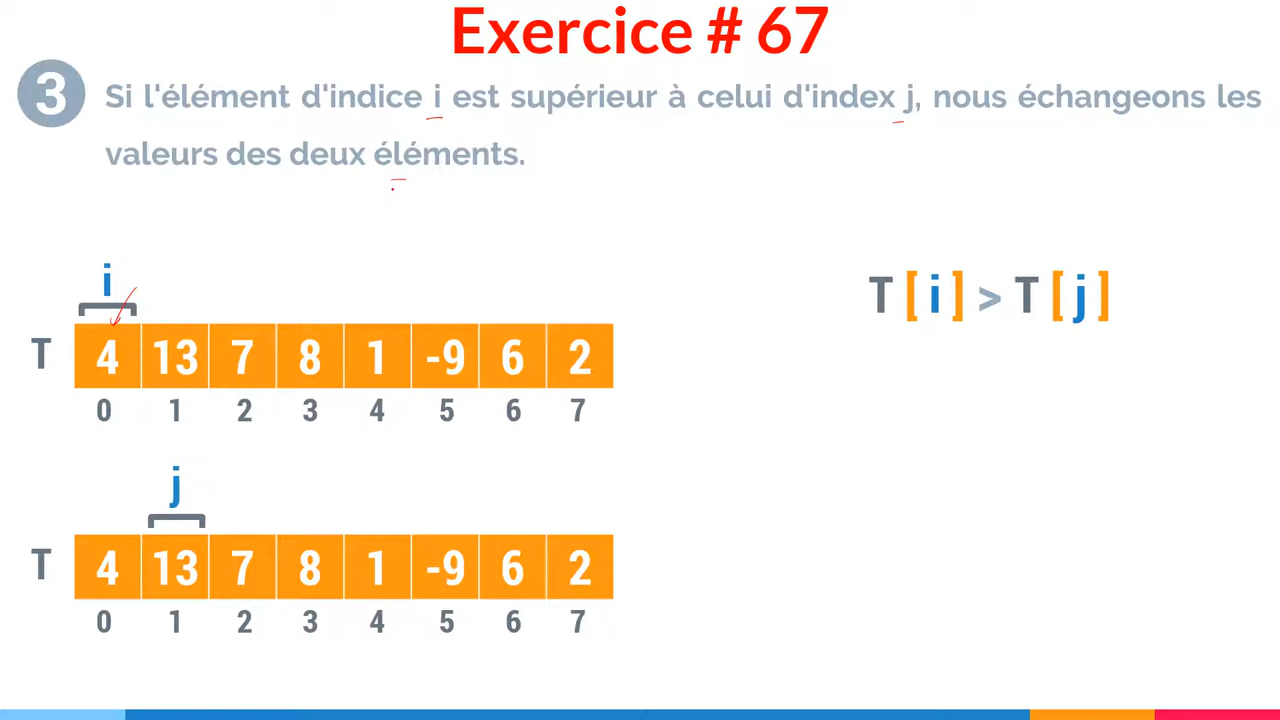 Exercice # 67
3 Si l'élément d'indice i est supérieur à celui d'index j, nous échangeons les
valeurs des deux éléments.
i
T 4 13 7 8 1 -9 6 2
0 1 2 3 4 5 6 7
T [ i ] > T [ j ]
j
T 4 13 7 8 1 -9 6 2
0 1 2 3 4 5 6 7